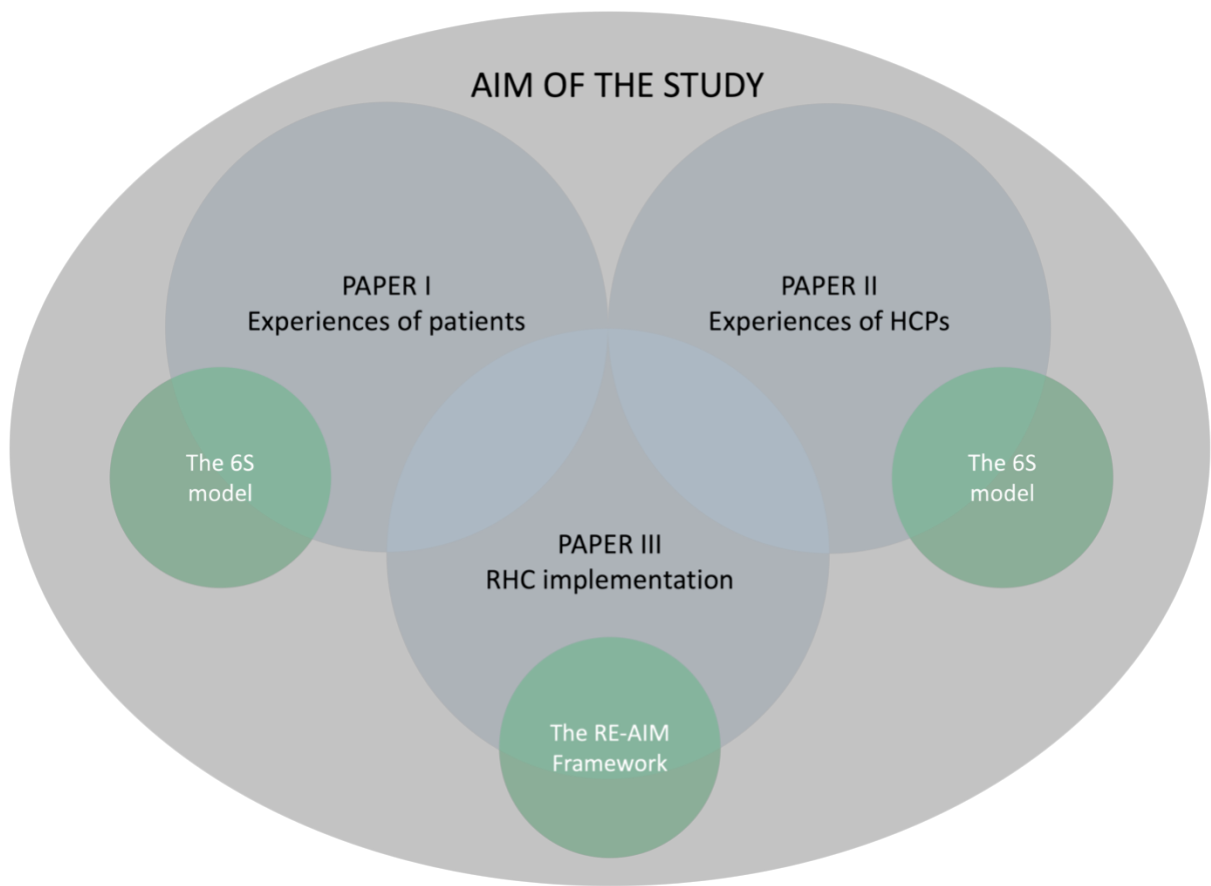 AIM OF THE STUDY
PAPER I
Experiences of patients
PAPER II
Experiences of HCPs
The 6S
model
The 6S
model
PAPER III
RHC implementation
The RE-AIM
Framework